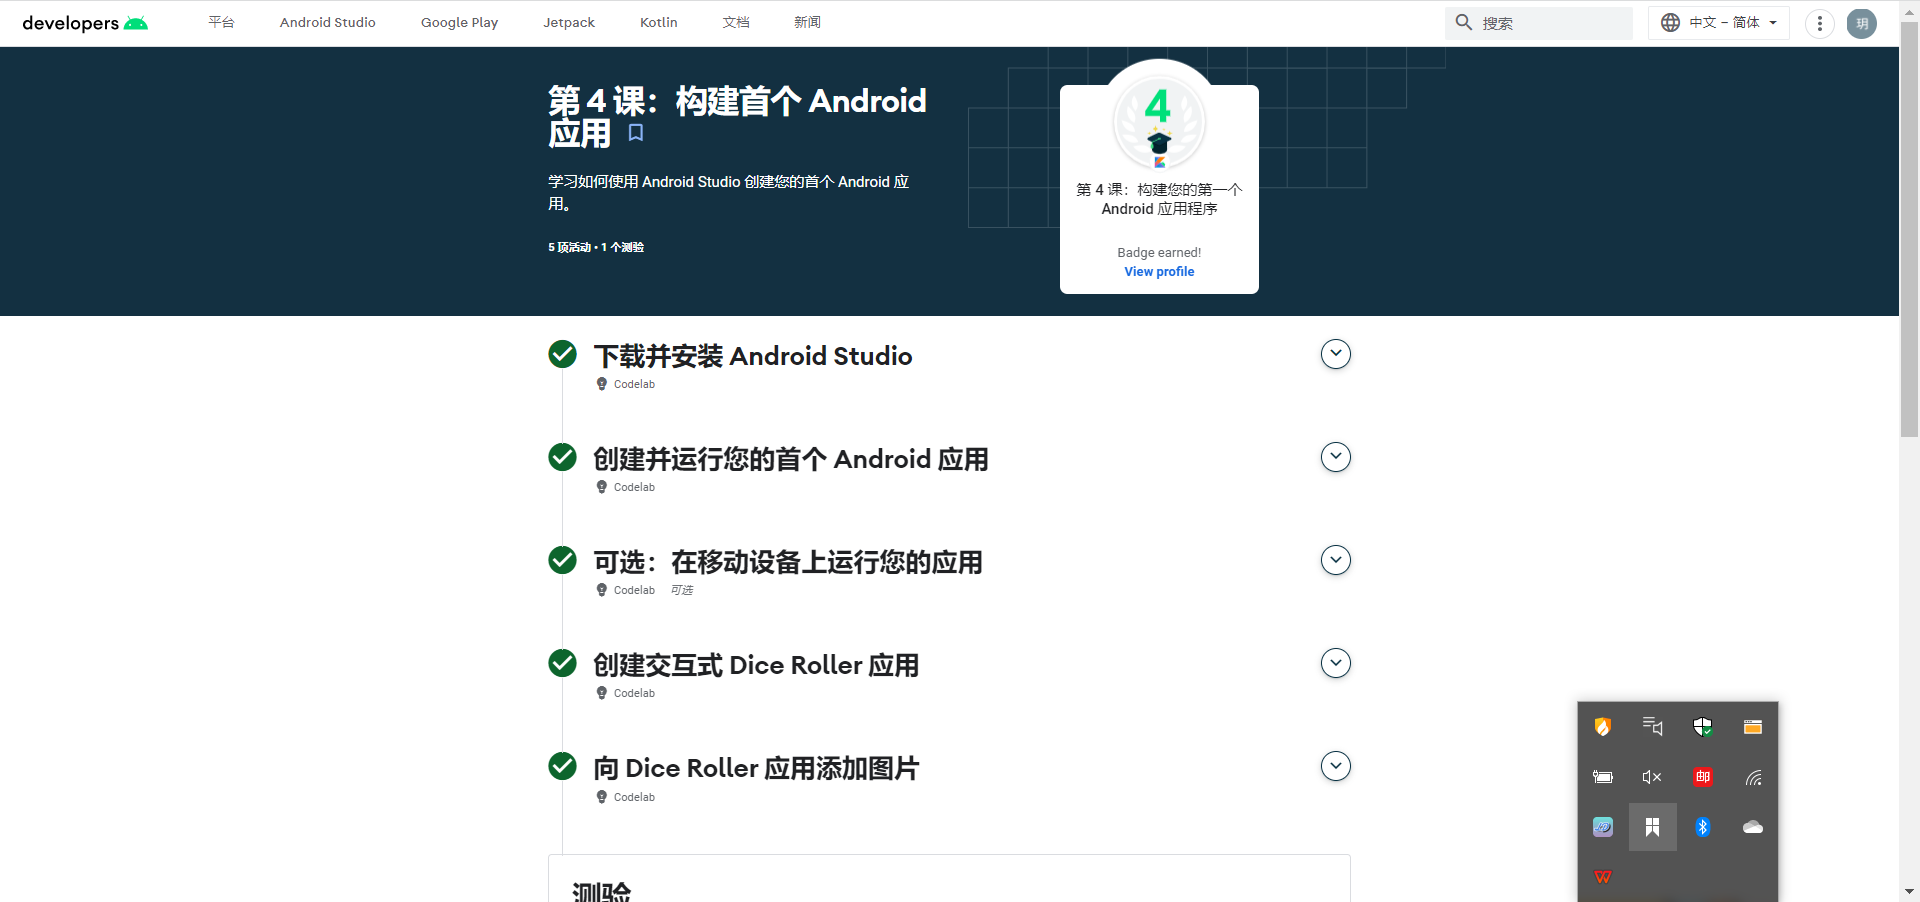 developers
平台
Android Studio
Google Play
Jetpack
Kotlin
文档
新闻
搜索
中文 – 简体
玥
第 4 课：构建首个 Android
应用
学习如何使用 Android Studio 创建您的首个 Android 应
用。
5 项活动 • 1 个测验
4
第 4 课：构建您的第一个
Android 应用程序
Badge earned!
View profile
下载并安装 Android Studio
Codelab
创建并运行您的首个 Android 应用
Codelab
可选：在移动设备上运行您的应用
Codelab 可选
创建交互式 Dice Roller 应用
Codelab
向 Dice Roller 应用添加图片
Codelab
测验
邮